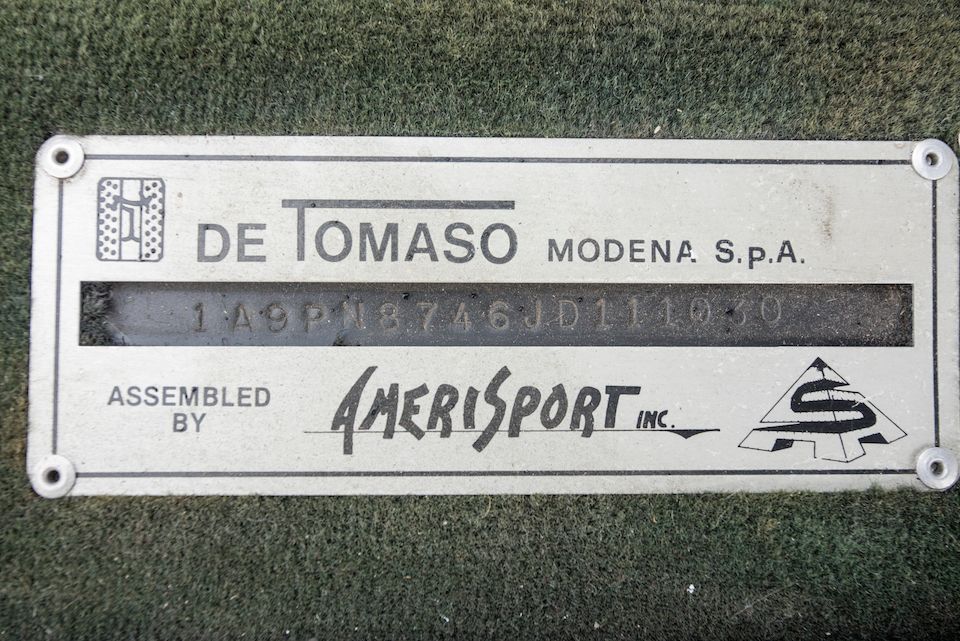 DE TOMASO MODENA S.p.A.
1A9PN8746JD111030
ASSEMBLED
BY
AMERISPORT INC.